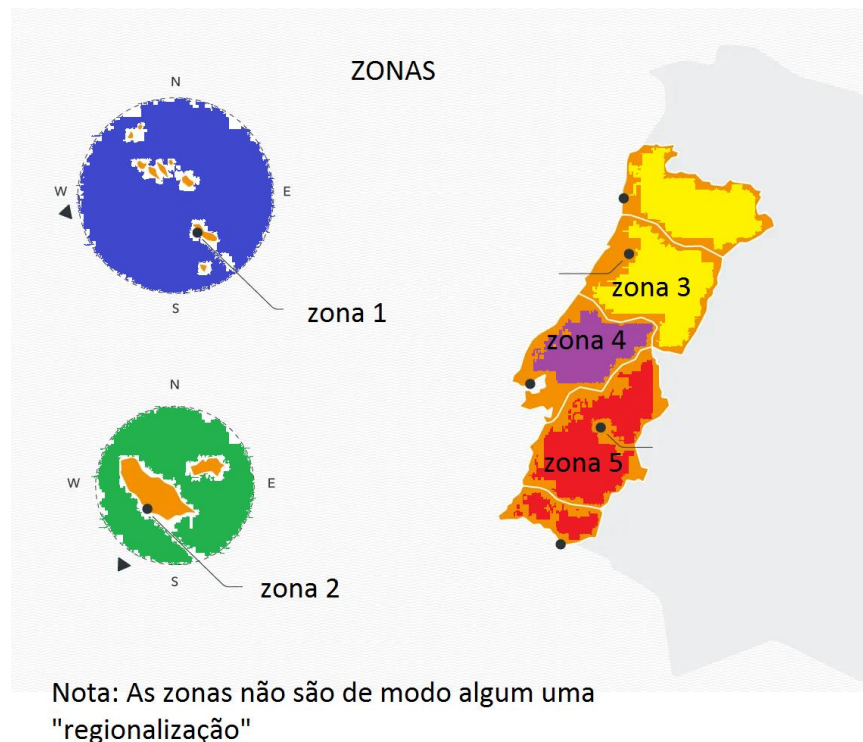 ZONAS
N
W
E
S
zona 1
N
W
E
S
zona 2
zona 3
zona 4
zona 5
Nota: As zonas não são de modo algum uma
"regionalização"